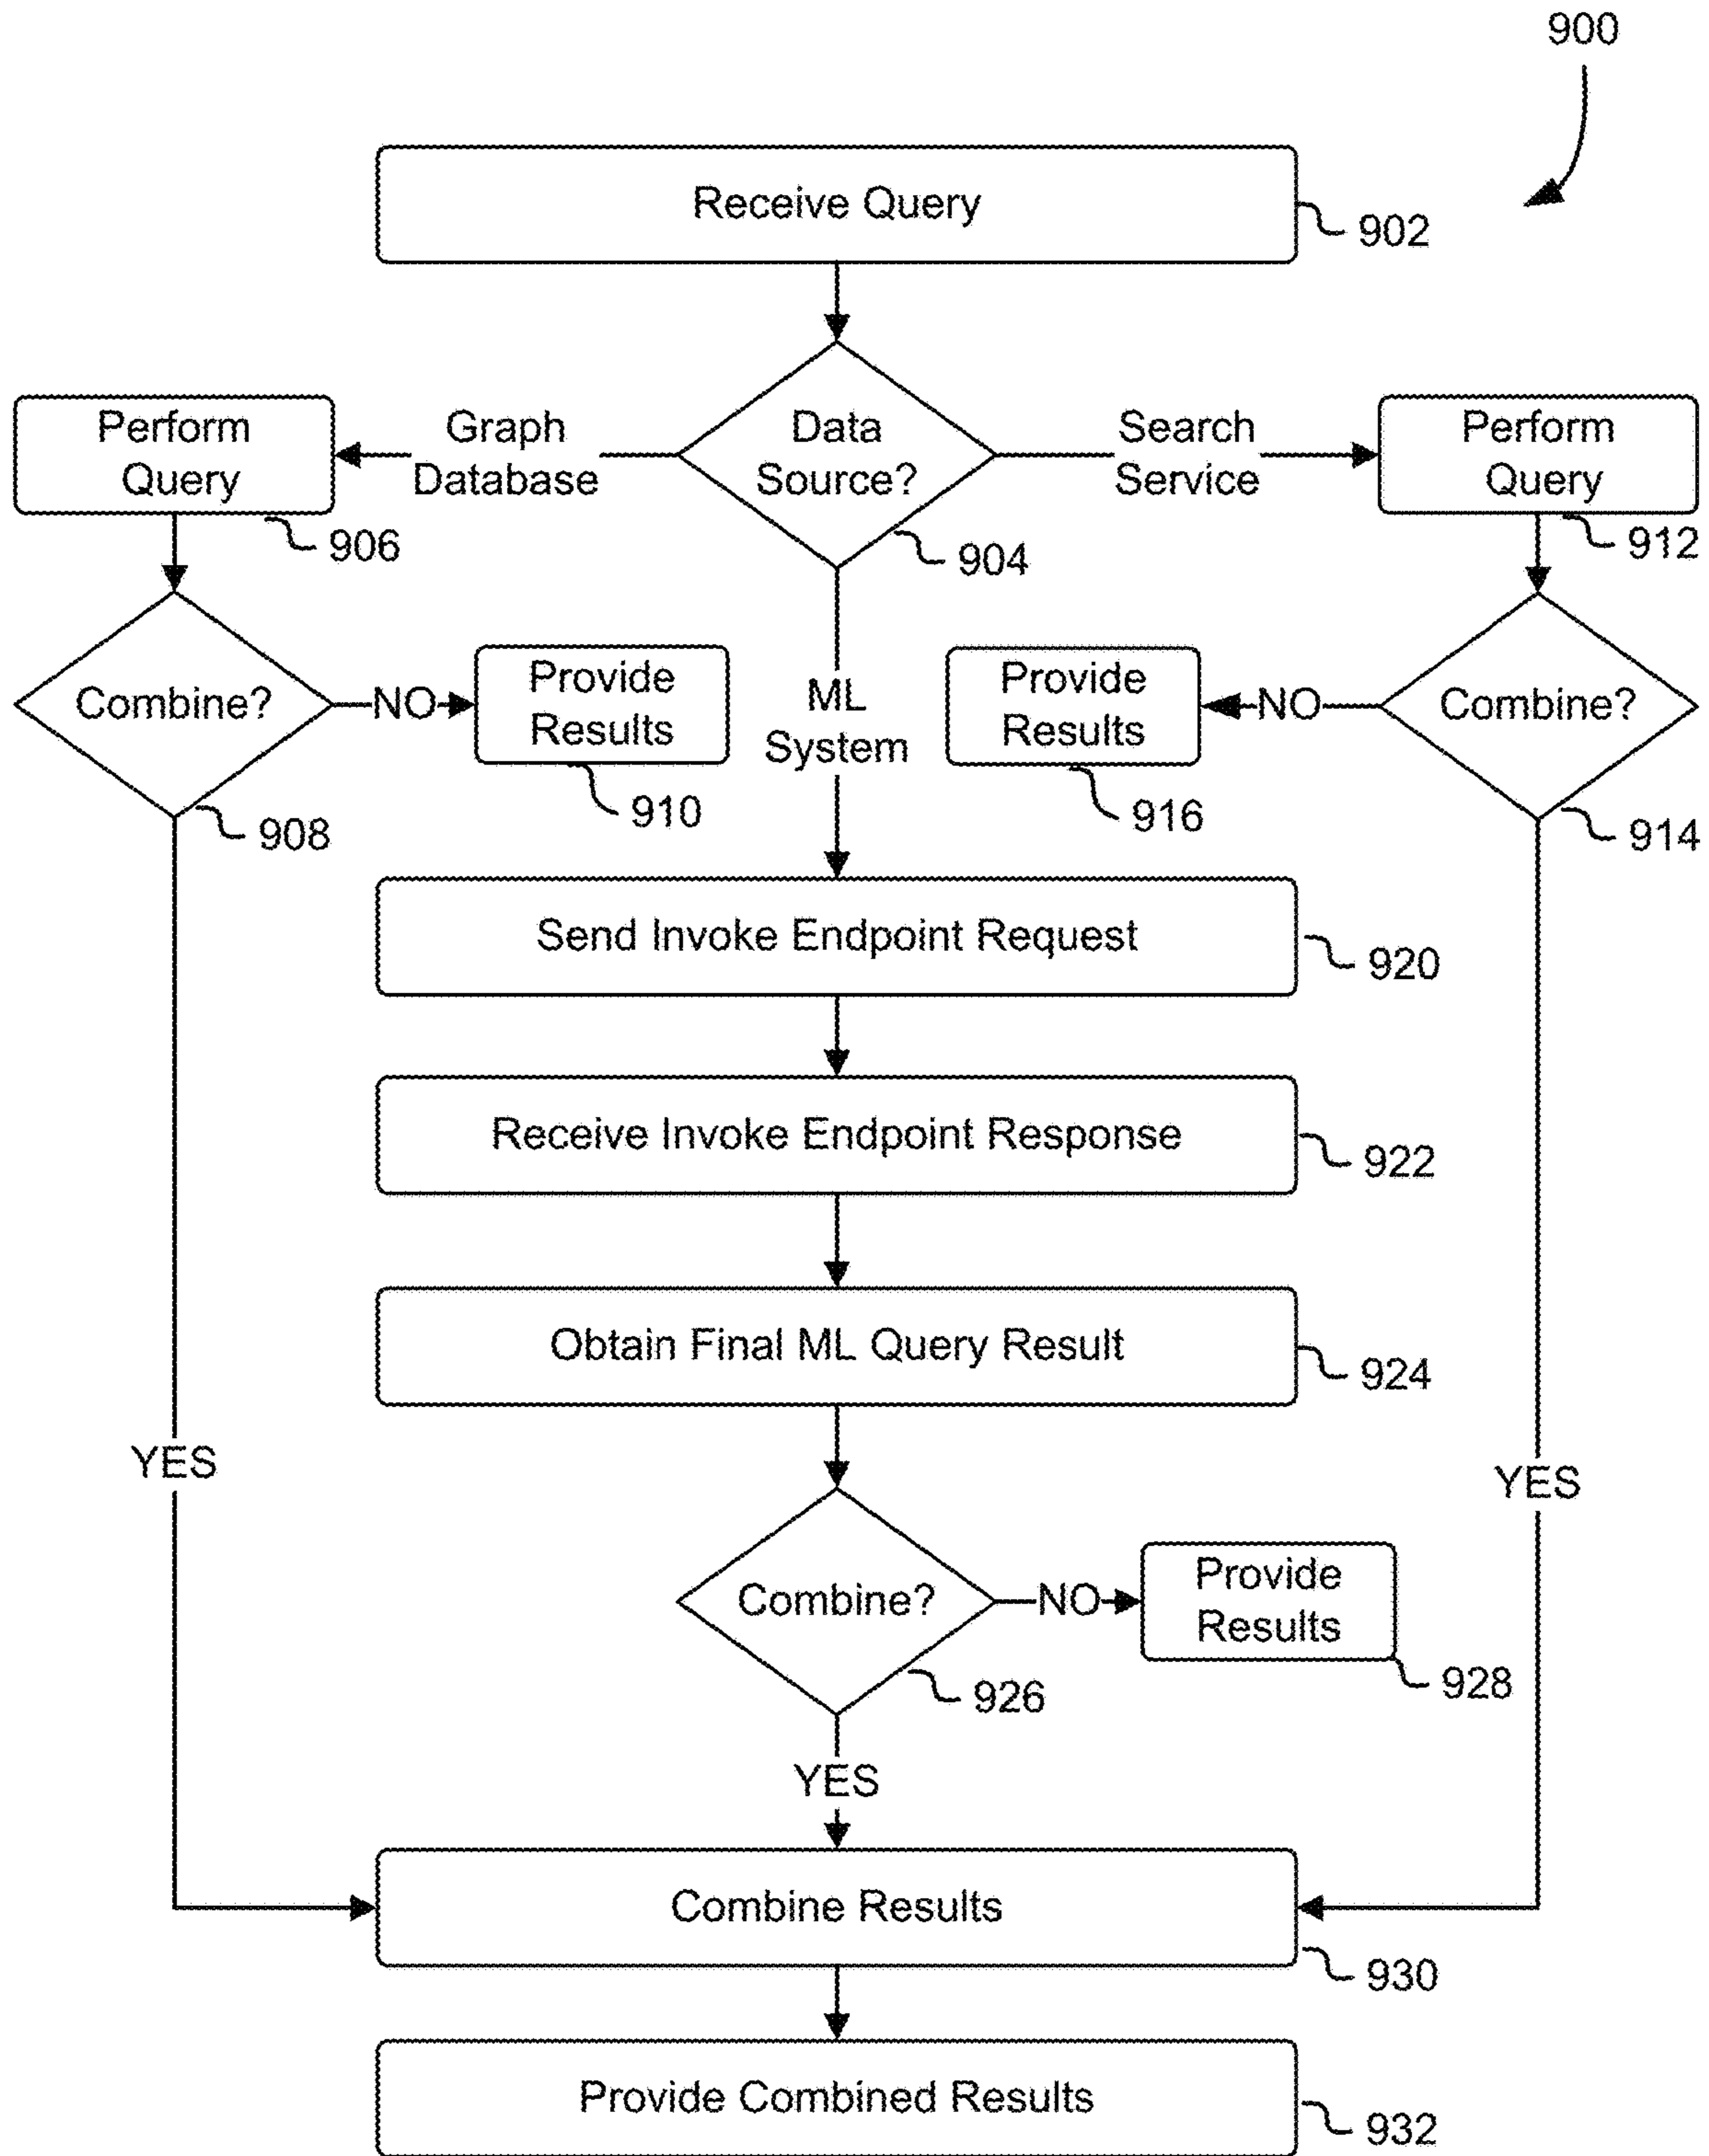 900
Receive Query
902
Perform
Query
906
Graph
Database
Data
Source?
904
Search
Service
Perform
Query
912
Combine?
908
NO
Provide
Results
910
ML
System
Provide
Results
916
NO
Combine?
914
Send Invoke Endpoint Request
920
Receive Invoke Endpoint Response
922
Obtain Final ML Query Result
924
YES
YES
Combine?
926
NO
Provide
Results
928
YES
Combine Results
930
Provide Combined Results
932